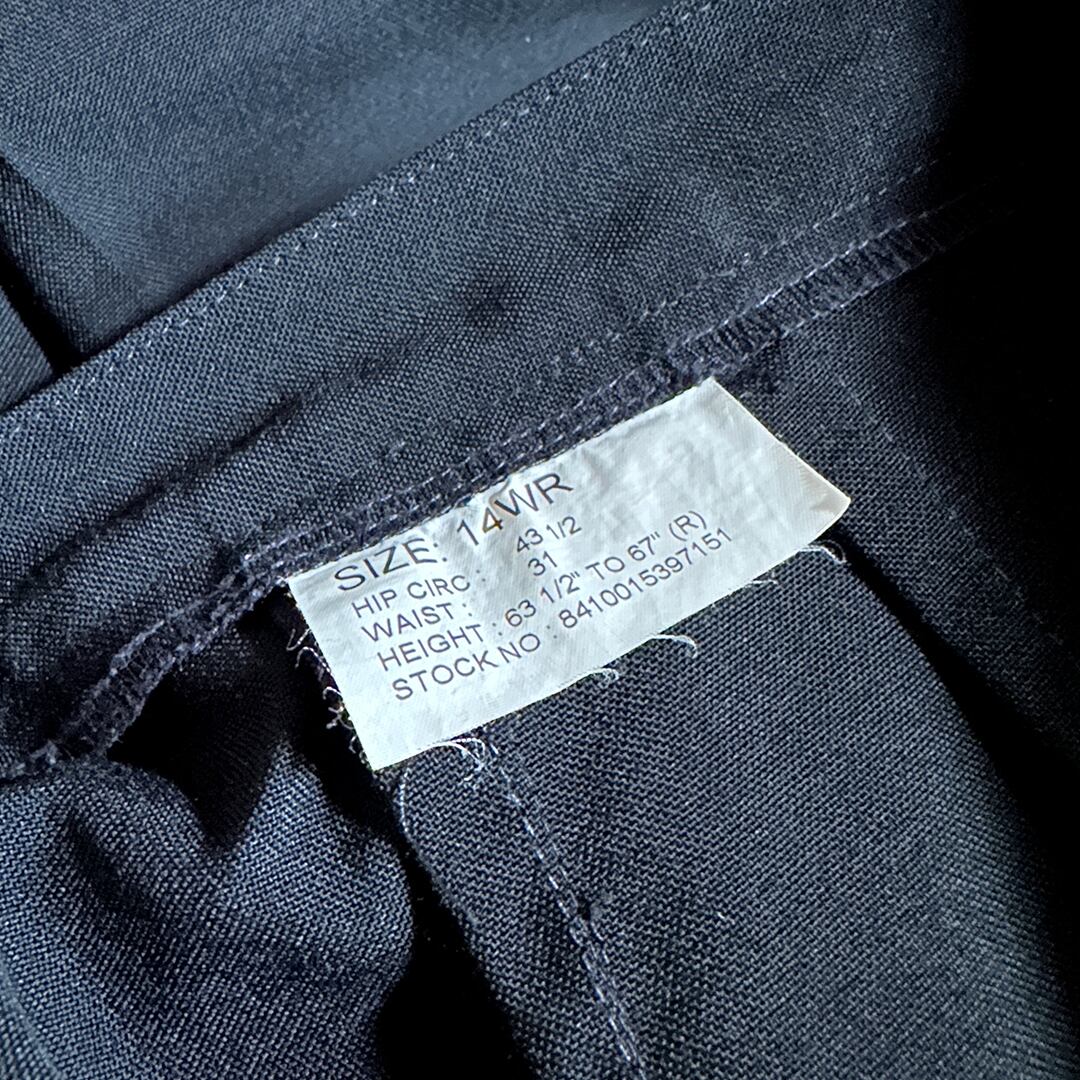 SIZE: 14WR
HIP CIRC : 43 1/2
WAIST : 31
HEIGHT : 63 1/2" TO 67" (R)
STOCK NO : 8410015397151